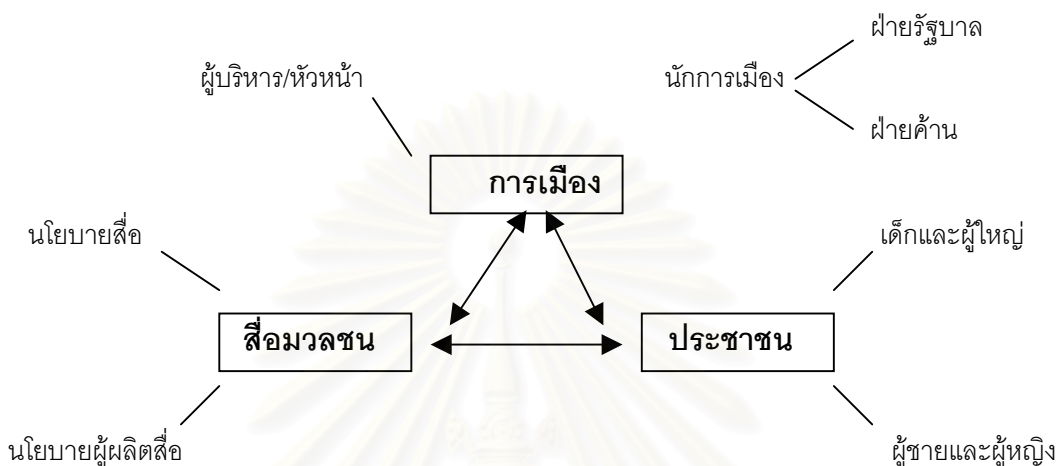 ฝ่ายรัฐบาล
ผู้บริหาร/หัวหน้า
นักการเมือง
ฝ่ายค้าน
การเมือง
นโยบายสื่อ
เด็กและผู้ใหญ่
สื่อมวลชน
ประชาชน
นโยบายผู้ผลิตสื่อ
ผู้ชายและผู้หญิง